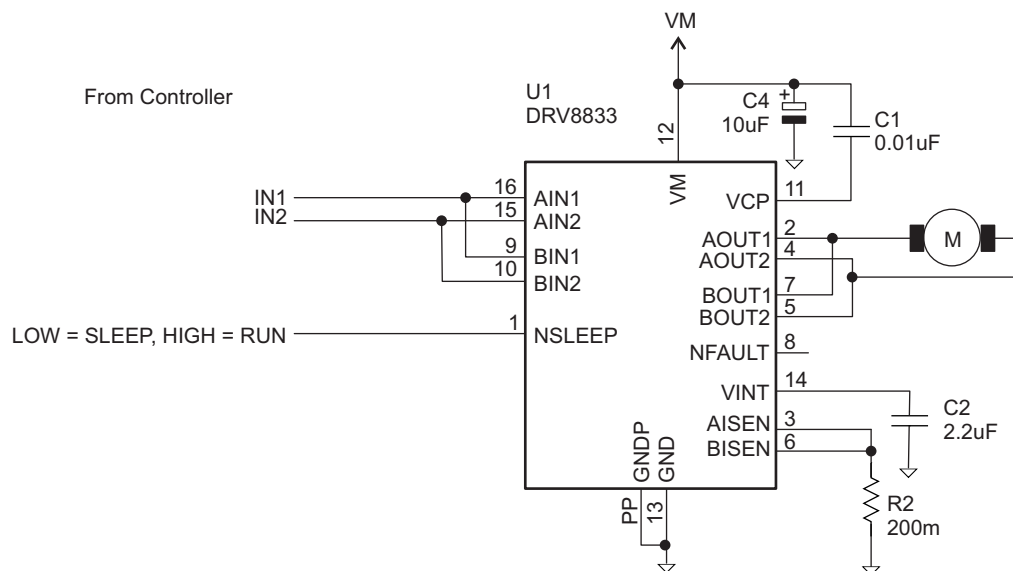 VM
From Controller
U1
DRV8833
C4
10uF
+
C1
0.01uF
12
VM
IN1
IN2
16
15
9
10
AIN1
AIN2
BIN1
BIN2
LOW = SLEEP, HIGH = RUN
1
NSLEEP
VCP
11
AOUT1
2
AOUT2
4
BOUT1
7
BOUT2
5
M
NFAULT
8
VINT
14
AISEN
3
BISEN
6
C2
2.2uF
GNDP
GND
PP
13
R2
200m